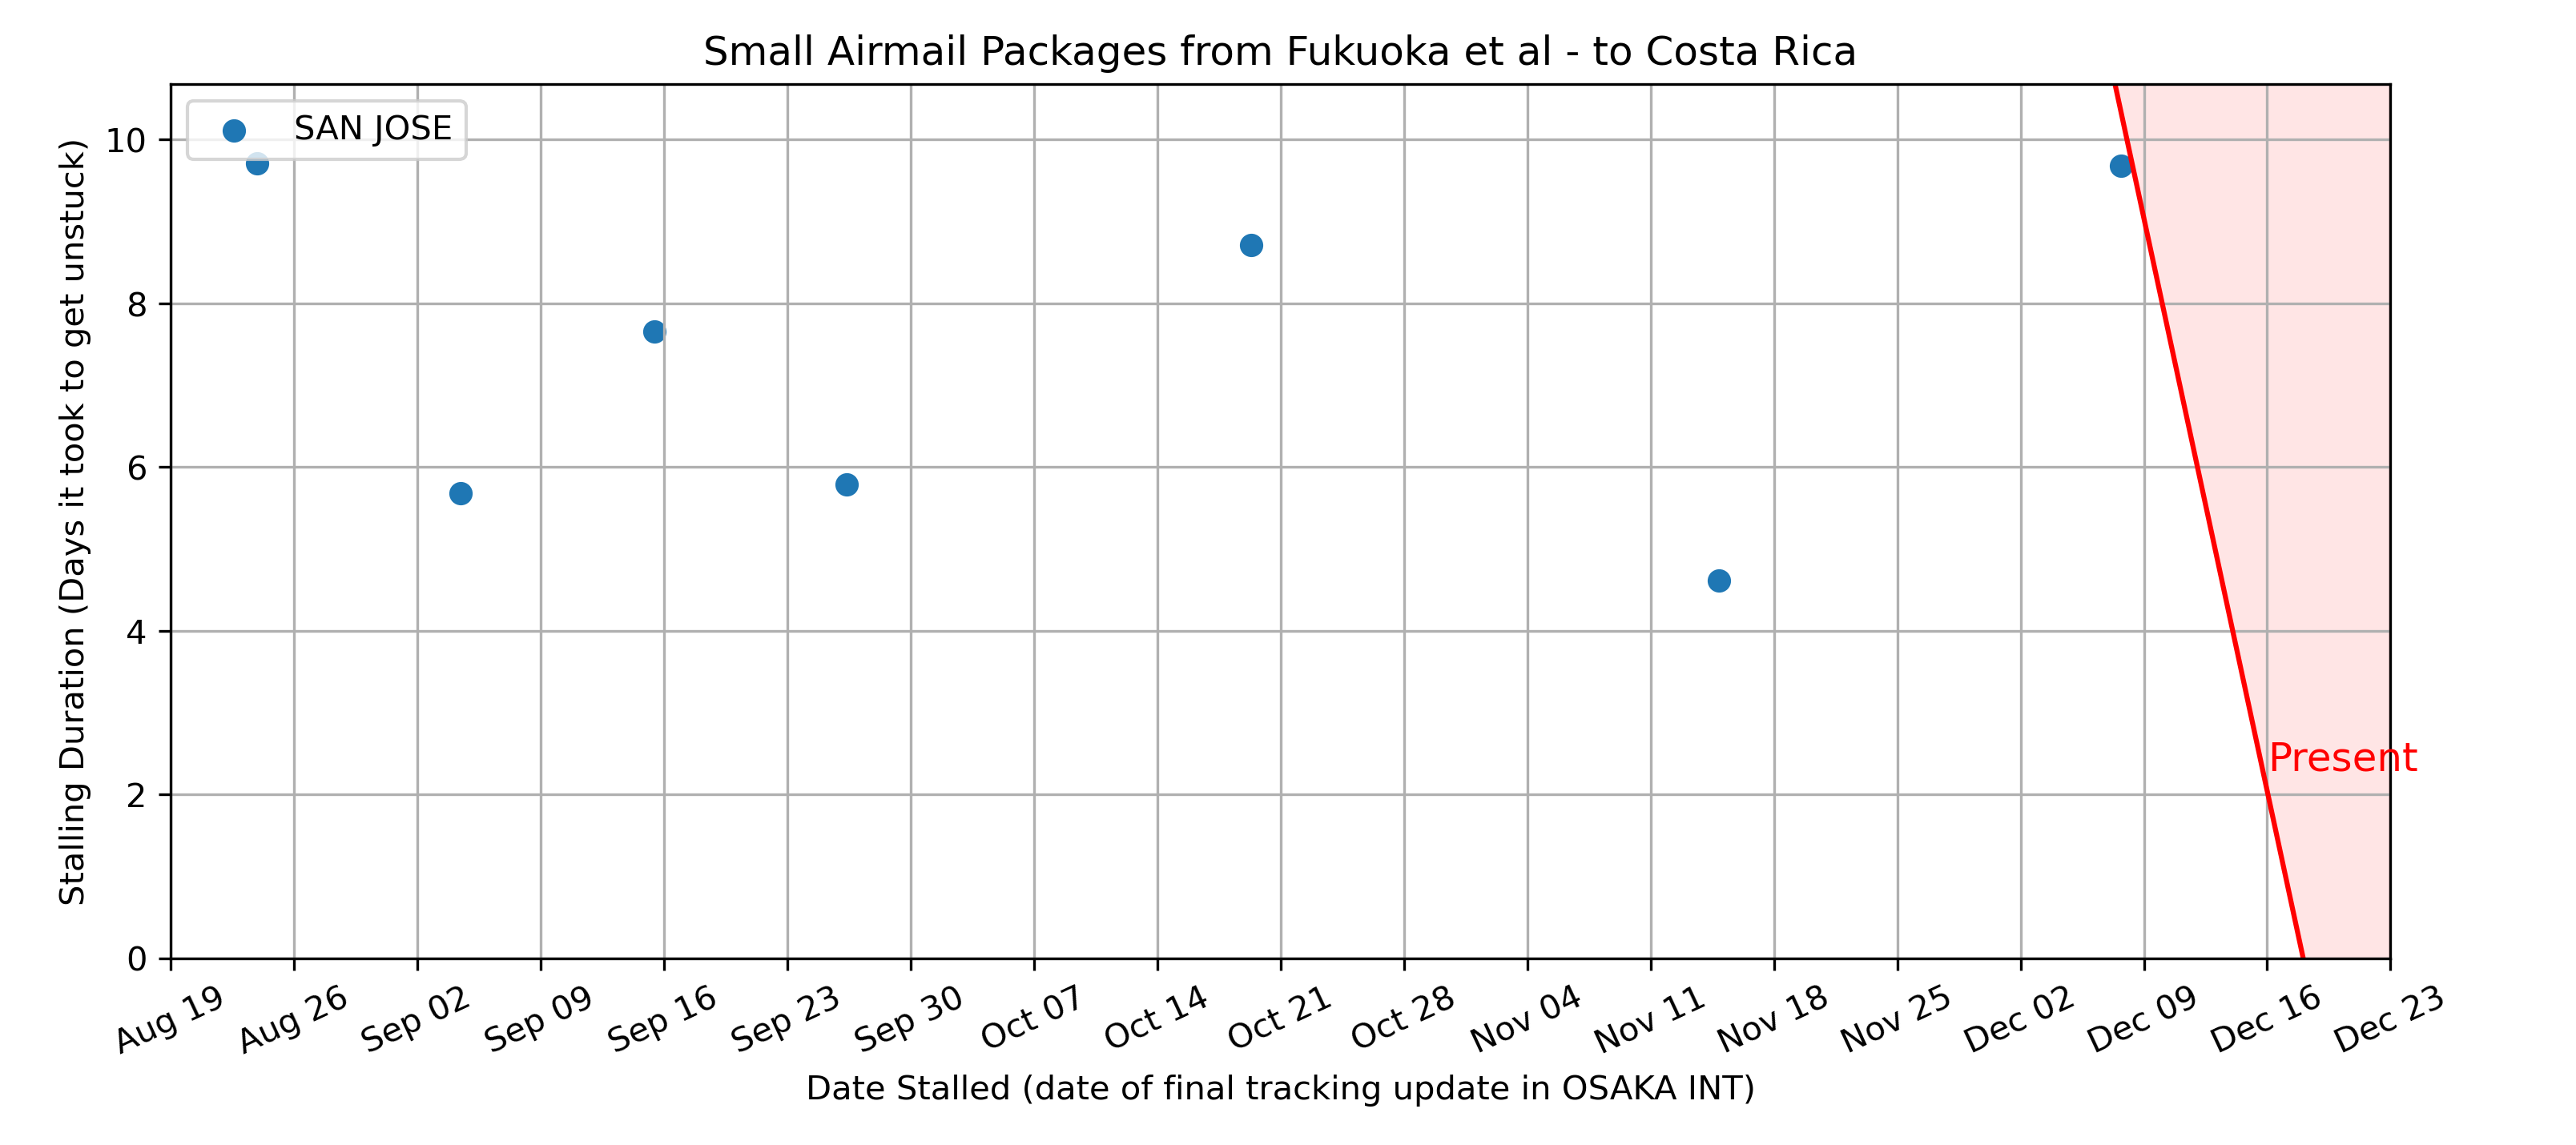 Small Airmail Packages from Fukuoka et al - to Costa Rica
SAN JOSE
Stalling Duration (Days it took to get unstuck)
10
8
6
4
2
0
Present
Aug 19
Aug 26
Sep 02
Sep 09
Sep 16
Sep 23
Sep 30
Oct 07
Oct 14
Oct 21
Oct 28
Nov 04
Nov 11
Nov 18
Nov 25
Dec 02
Dec 09
Dec 16
Dec 23
Date Stalled (date of final tracking update in OSAKA INT)